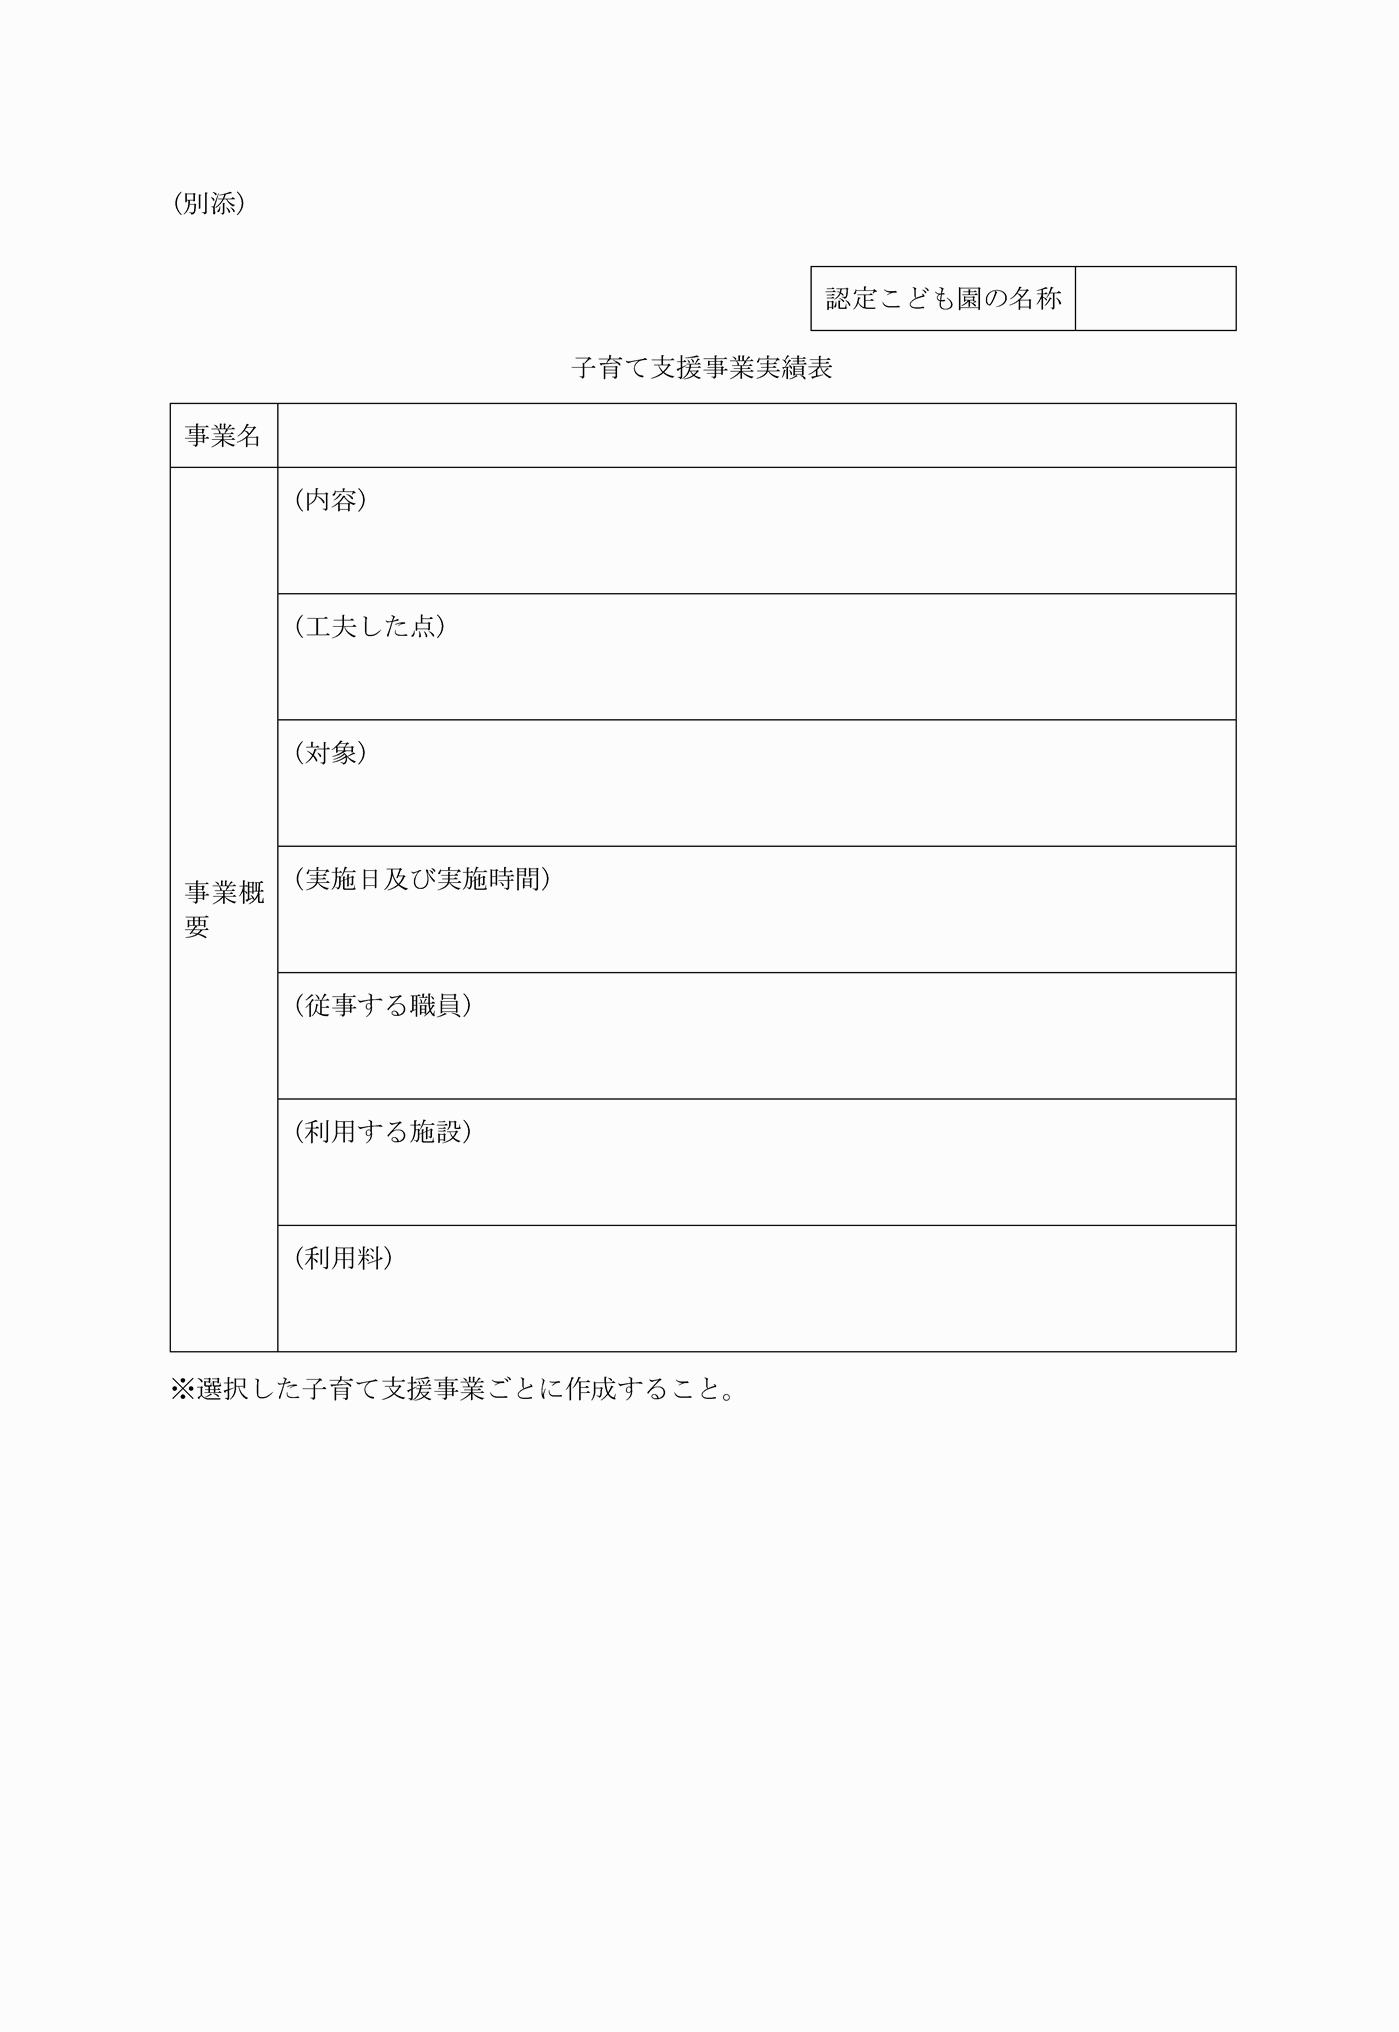 （別添）
認定こども園の名称
子育て支援事業実績表
事業名
（内容）
（工夫した点）
（対象）
事業概
要
（実施日及び実施時間）
（従事する職員）
（利用する施設）
（利用料）
※選択した子育て支援事業ごとに作成すること。